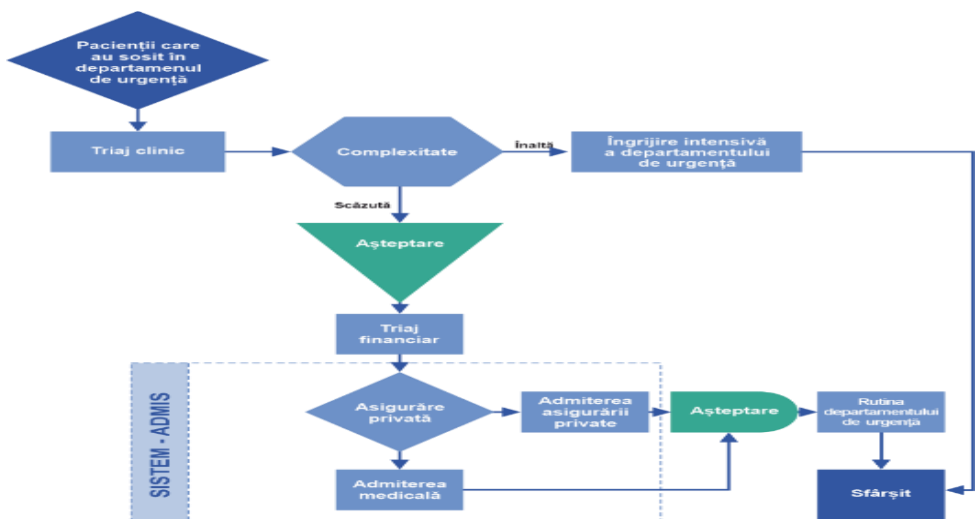 Pacienții care
au sosit în
departamenul
de urgență
Triaj clinic
Complexitate
Înaltă
Îngrijire intensivă
a departamentului
de urgență
Scăzută
Așteptare
Triaj
financiar
SISTEM - ADMIS
Asigurăre
privată
Admiterea
asigurării
private
Așteptare
Rutina
departamentului
de urgență
Admiterea
medicală
Sfârșit